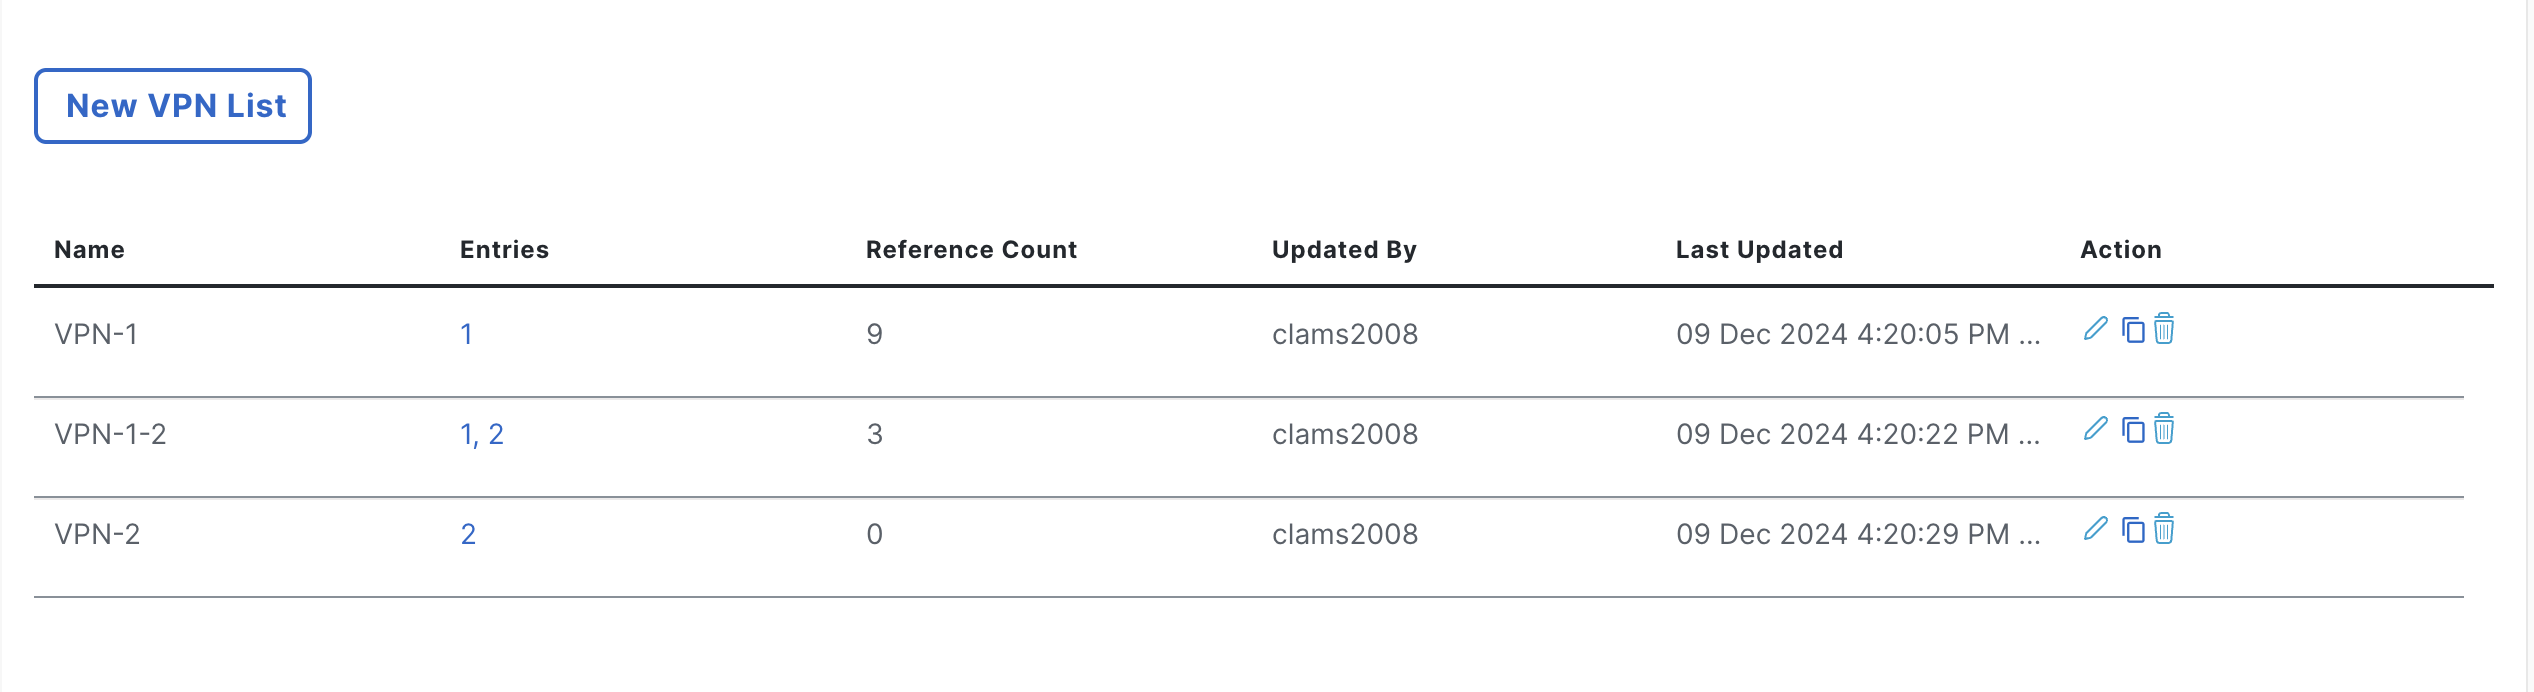 New VPN List
Name Entries Reference Count Updated By Last Updated Action
VPN-1 1 9 clams2008 09 Dec 2024 4:20:05 PM ...
VPN-1-2 1, 2 3 clams2008 09 Dec 2024 4:20:22 PM ...
VPN-2 2 0 clams2008 09 Dec 2024 4:20:29 PM ...